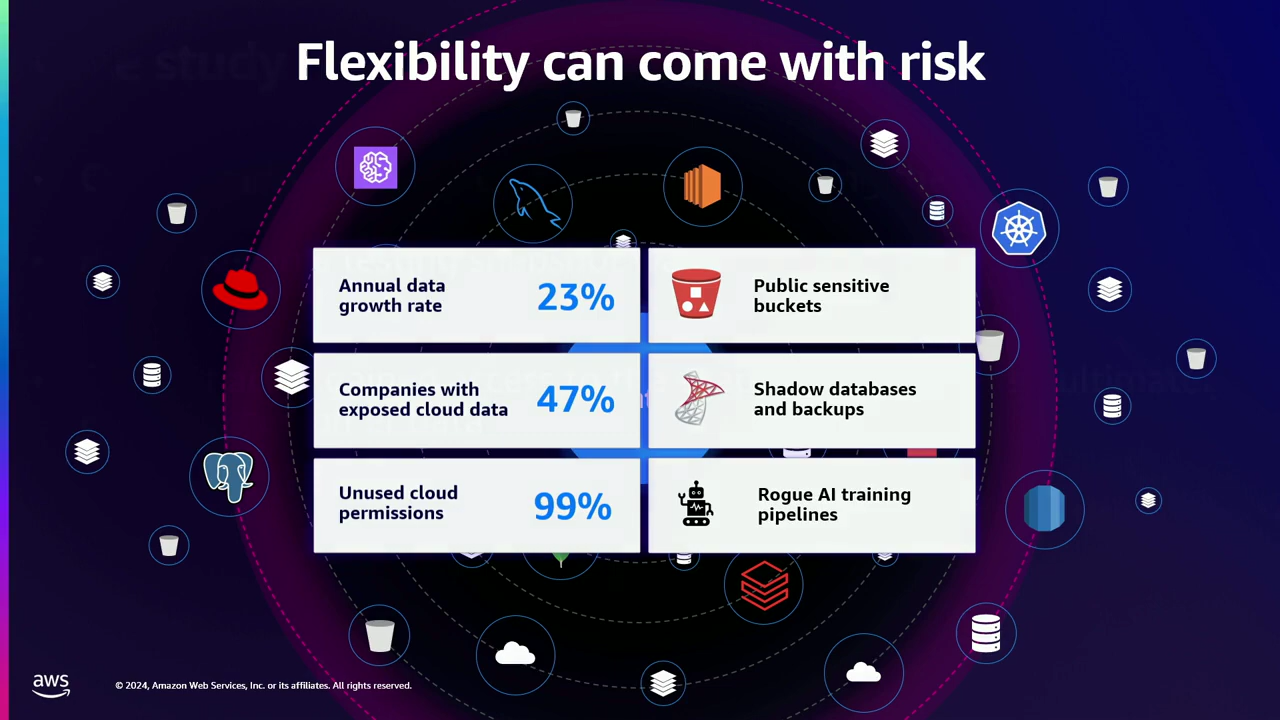 Flexibility can come with risk
Annual data
growth rate
23%
Public sensitive
buckets
Companies with
exposed cloud data
47%
Shadow databases
and backups
Unused cloud
permissions
99%
Rogue AI training
pipelines
aws
© 2024, Amazon Web Services, Inc. or its affiliates. All rights reserved.
study